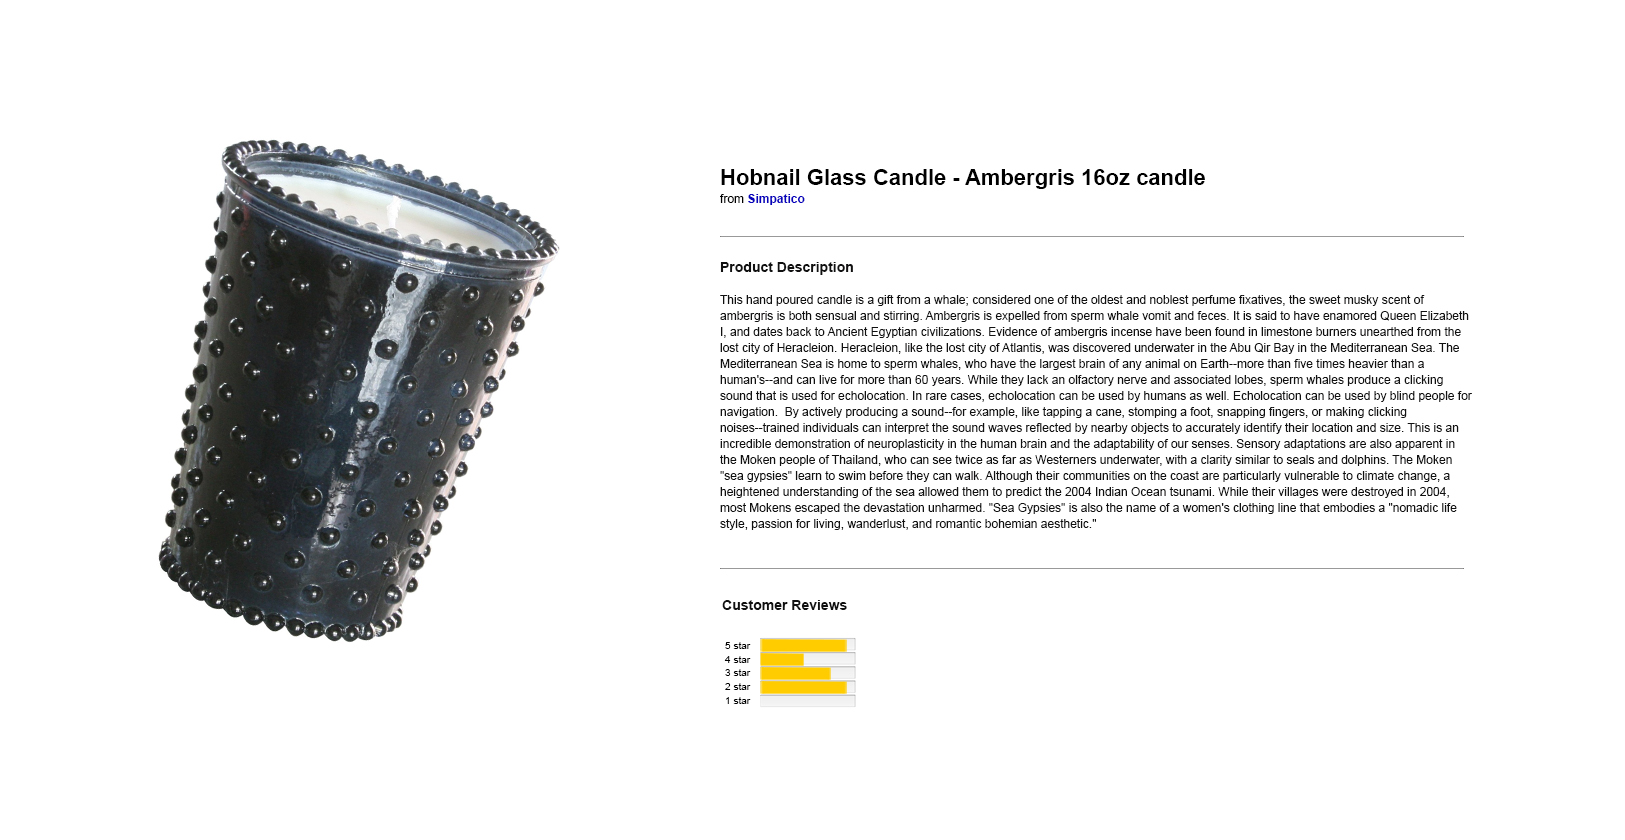 Hobnail Glass Candle - Ambergris 16oz candle
from Simpatico
Product Description
This hand poured candle is a gift from a whale; considered one of the oldest and noblest perfume fixatives, the sweet musky scent of
ambergris is both sensual and stirring. Ambergris is expelled from sperm whale vomit and feces. It is said to have enamored Queen Elizabeth
I, and dates back to Ancient Egyptian civilizations. Evidence of ambergris incense have been found in limestone burners unearthed from the
lost city of Heracleion. Heracleion, like the lost city of Atlantis, was discovered underwater in the Abu Qir Bay in the Mediterranean Sea. The
Mediterranean Sea is home to sperm whales, who have the largest brain of any animal on Earth--more than five times heavier than a
human's--and can live for more than 60 years. While they lack an olfactory nerve and associated lobes, sperm whales produce a clicking
sound that is used for echolocation. In rare cases, echolocation can be used by humans as well. Echolocation can be used by blind people for
navigation.  By actively producing a sound--for example, like tapping a cane, stomping a foot, snapping fingers, or making clicking
noises--trained individuals can interpret the sound waves reflected by nearby objects to accurately identify their location and size. This is an
incredible demonstration of neuroplasticity in the human brain and the adaptability of our senses. Sensory adaptations are also apparent in
the Moken people of Thailand, who can see twice as far as Westerners underwater, with a clarity similar to seals and dolphins. The Moken
"sea gypsies" learn to swim before they can walk. Although their communities on the coast are particularly vulnerable to climate change, a
heightened understanding of the sea allowed them to predict the 2004 Indian Ocean tsunami. While their villages were destroyed in 2004,
most Mokens escaped the devastation unharmed. "Sea Gypsies" is also the name of a women's clothing line that embodies a "nomadic life
style, passion for living, wanderlust, and romantic bohemian aesthetic."
Customer Reviews
5 star
4 star
3 star
2 star
1 star